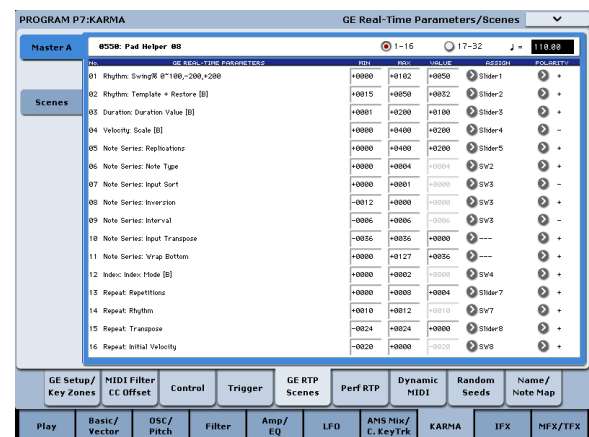 PROGRAM P7:KARMA GE Real-Time Parameters/Scenes
Master A 0550: Pad Helper 08 1-16 17-32 ♩= 110.00
No. GE REAL-TIME PARAMETERS MIN MAX VALUE ASSIGN POLARITY
01 Rhythm: Swing% 0~100,-200,+200 +0000 +0102 +0050 Slider1 +
02 Rhythm: Template + Restore [B] +0015 +0050 +0032 Slider2 +
Scenes
03 Duration: Duration Value [B] +0001 +0200 +0100 Slider3 +
04 Velocity: Scale [B] +0000 +0400 +0200 Slider4 -
05 Note Series: Replications +0000 +0400 +0200 Slider5 +
06 Note Series: Note Type +0000 +0004 +0004 SW2 +
07 Note Series: Input Sort +0000 +0001 +0000 SW3 -
08 Note Series: Inversion -0012 +0000 +0000 SW3 +
09 Note Series: Interval -0006 +0006 -0006 SW3 -
10 Note Series: Input Transpose -0036 +0036 +0000 --- +
11 Note Series: Wrap Bottom +0000 +0127 +0036 --- +
12 Index: Index Mode [B] +0000 +0002 +0000 SW4 +
13 Repeat: Repetitions +0000 +0008 +0004 Slider7 +
14 Repeat: Rhythm +0010 +0012 +0010 SW7 +
15 Repeat: Transpose -0024 +0024 +0000 Slider8 +
16 Repeat: Initial Velocity -0020 +0000 -0020 SW8 +
GE Setup/ Key Zones MIDI Filter CC Offset Control Trigger GE RTP Scenes Perf RTP Dynamic MIDI Random Seeds Name/ Note Map
Play Basic/ Vector OSC/ Pitch Filter Amp/ EQ LFO AMS Mix/ C. KeyTrk KARMA IFX MFX/TFX